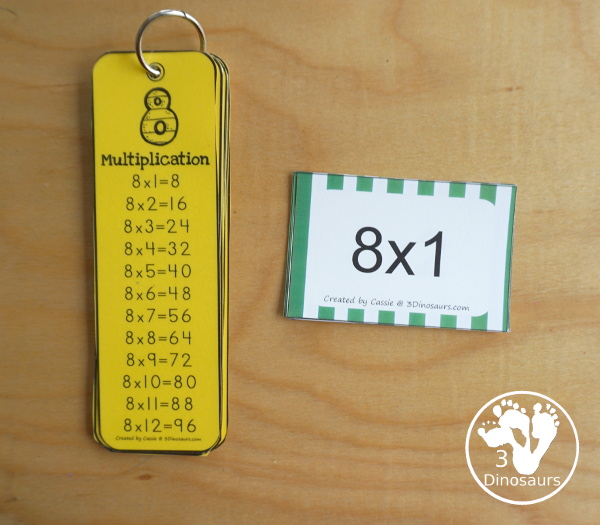 8
Multiplication
8x1=8
8x2=16
8x3=24
8x4=32
8x5=40
8x6=48
8x7=56
8x8=64
8x9=72
8x10=80
8x11=88
8x12=96
Created by Cassie @ 3Dinosaurs.com
8x1
Created by Cassie @ 3Dinosaurs.com
3
Dinosaurs